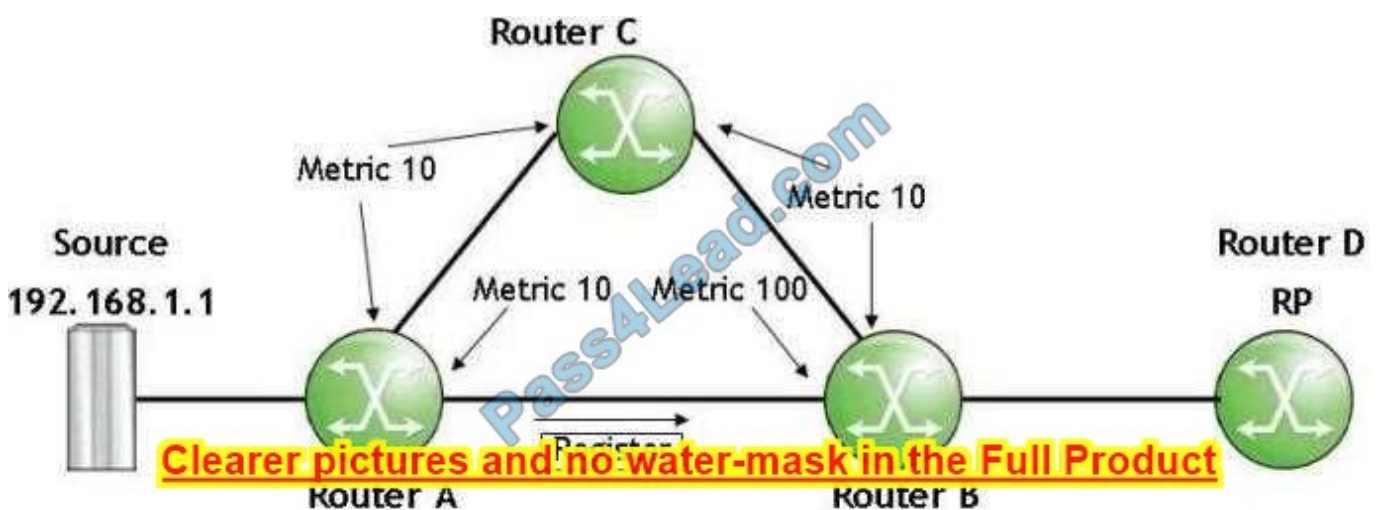 Router C
Metric 10
Metric 10
Source
192.168.1.1
Metric 10
Metric 100
Router D
RP
Pass4Lead.com
Register
Clearer pictures and no water-mask in the Full Product
Router A
Router B